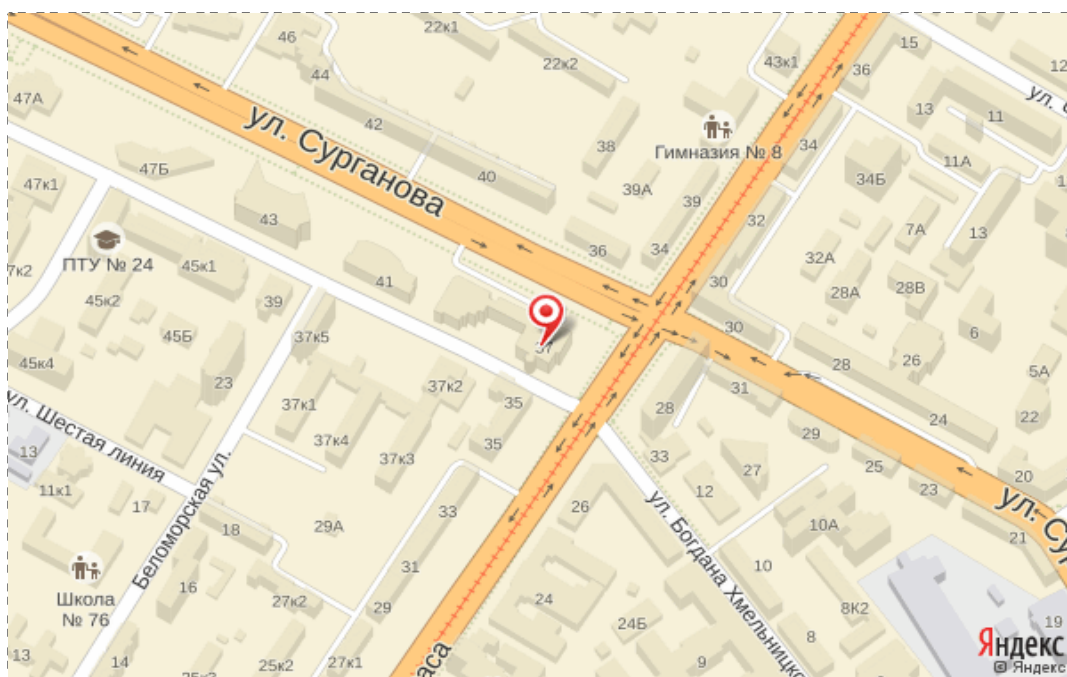 46
22к1
15
44
22к2
43к1
36
12
47А
ул. Сурганова
42
13
11
38
Гимназия № 8
34
47Б
40
11А
47к1
39А
39
34Б
43
32
7А
13
ПТУ № 24
36
34
7к2
45к1
41
32А
45к2
39
30
28А
28В
45Б
37к5
37
30
6
45к4
28
26
23
5А
37к2
31
ул. Шестая линия
37к1
35
28
24
22
37к4
35
29
13
37к3
33
27
25
20
11к1
Беломорская ул.
12
23
17
33
26
ул. Богдана Хмельницко
10А
ул. Су
18
29А
21
Школа
№ 76
16
31
10
27к2
29
24
8К2
24Б
8
19
13
14
25к2
27к1
аса
9
25к3
Яндекс
© Яндекс